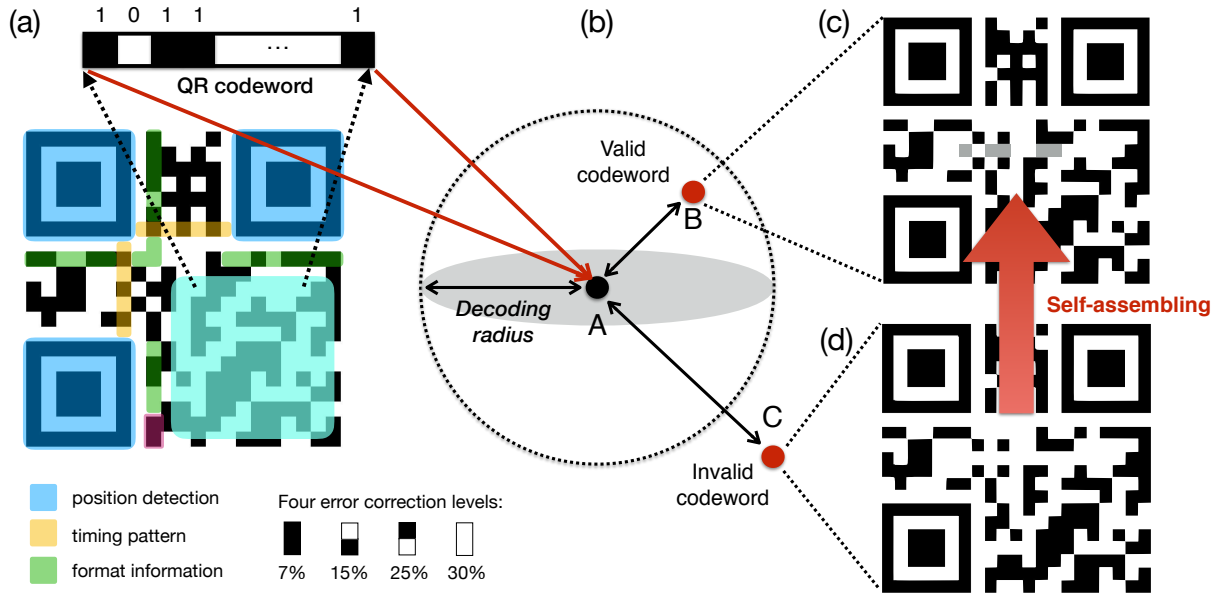 (a)
1 0 1 1 1
...
QR codeword
(b)
Valid
codeword
B
Decoding
radius
A
C
Invalid
codeword
(c)
Self-assembling
(d)
position detection
timing pattern
format information
Four error correction levels:
7% 15% 25% 30%